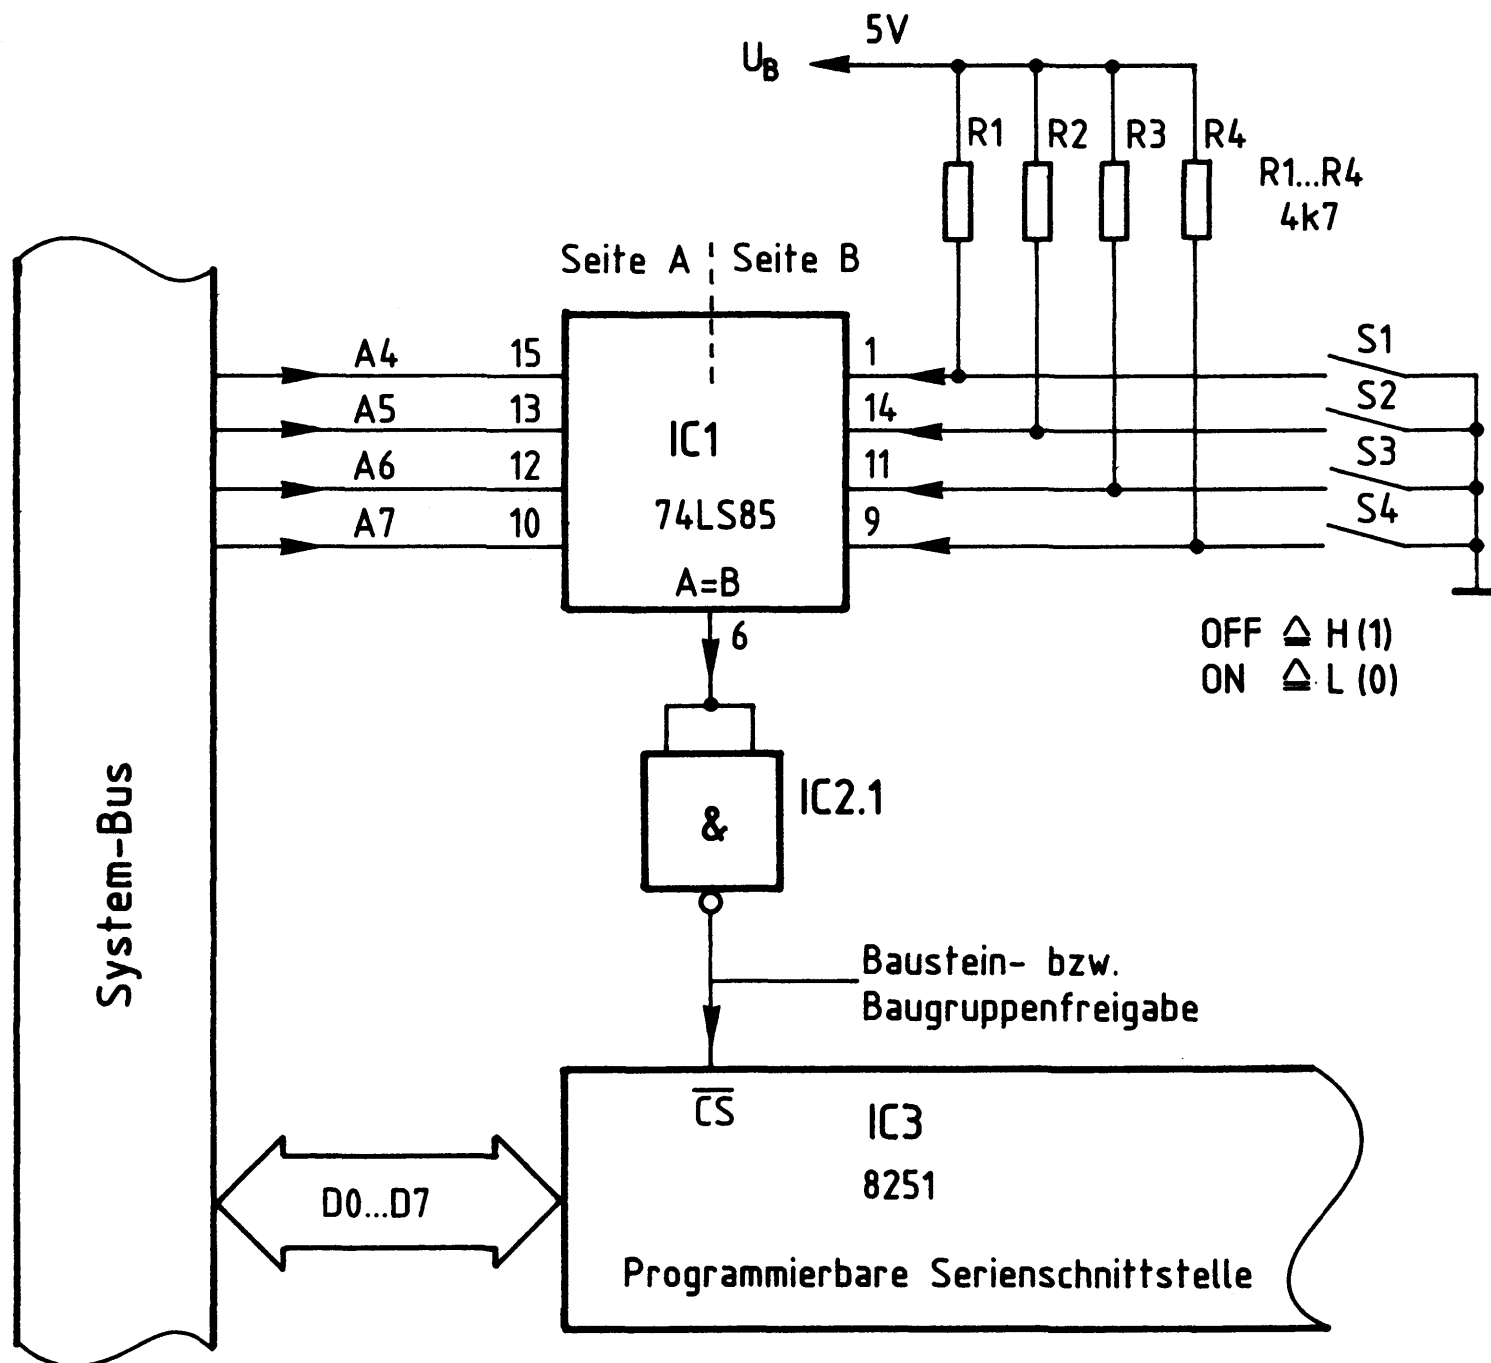 5V
U_B
R1 R2 R3 R4
R1...R4
4k7
Seite A Seite B
A4 15 1 S1
A5 13 14 S2
A6 12 11 S3
A7 10 9 S4
IC1
74LS85
A=B
6
OFF ≙ H (1)
ON ≙ L (0)
&
IC2.1
System-Bus
Baustein- bzw.
Baugruppenfreigabe
C̅S̅
IC3
8251
D0...D7
Programmierbare Serienschnittstelle